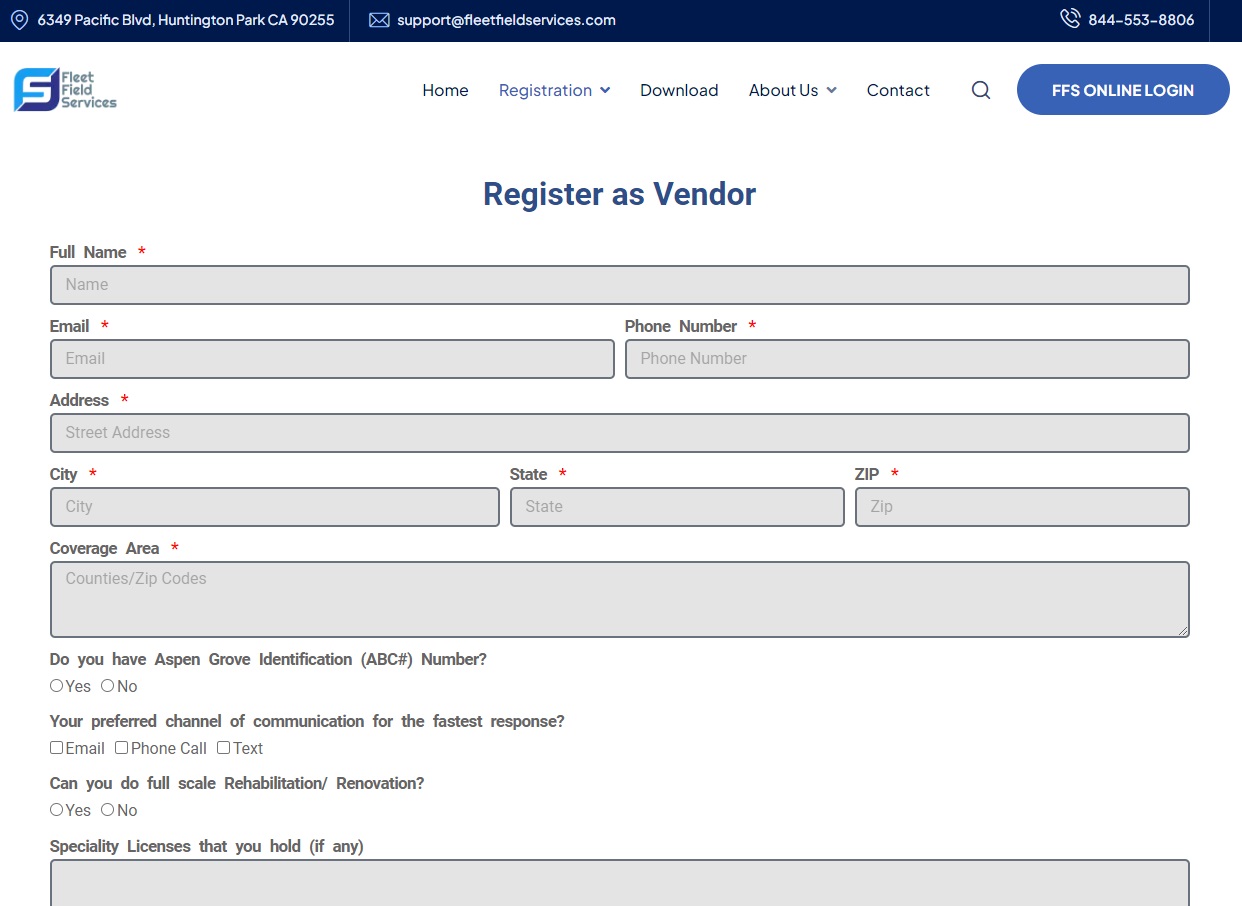 6349 Pacific Blvd, Huntington Park CA 90255 support@fleetfieldservices.com 844-553-8806
Fleet
Field
Services
Home Registration Download About Us Contact FFS ONLINE LOGIN
Register as Vendor
Full Name *
Name
Email * Phone Number *
Email Phone Number
Address *
Street Address
City * State * ZIP *
City State Zip
Coverage Area *
Counties/Zip Codes
Do you have Aspen Grove Identification (ABC#) Number?
Yes No
Your preferred channel of communication for the fastest response?
Email Phone Call Text
Can you do full scale Rehabilitation/ Renovation?
Yes No
Speciality Licenses that you hold (if any)